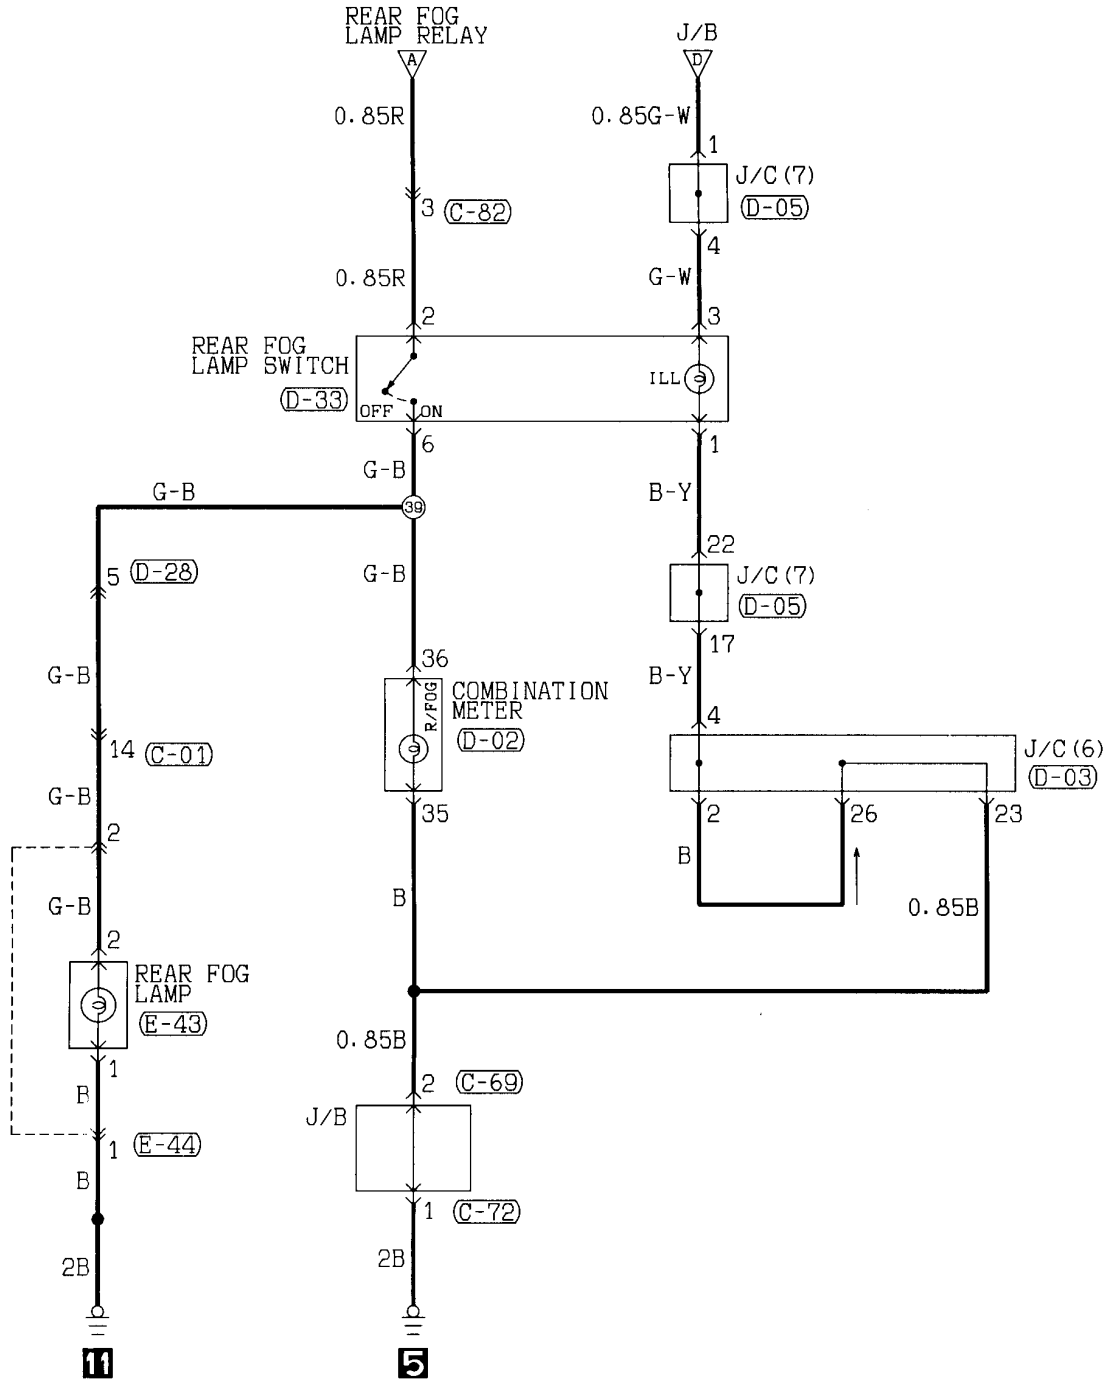 REAR FOG
LAMP RELAY
J/B
A
D
0.85R
0.85G-W
1
J/C(7)
D-05
3
C-82
4
G-W
0.85R
2
3
REAR FOG
LAMP SWITCH
D-33
ILL
OFF
ON
6
1
G-B
G-B
B-Y
39
22
5
D-28
G-B
J/C(7)
D-05
17
36
G-B
B-Y
R/FOG
COMBINATION
METER
D-02
4
14
C-01
J/C(6)
D-03
G-B
35
2
26
23
2
B
G-B
B
0.85B
2
REAR FOG
LAMP
E-43
0.85B
1
2
C-69
B
J/B
1
E-44
B
1
C-72
2B
2B
11
5